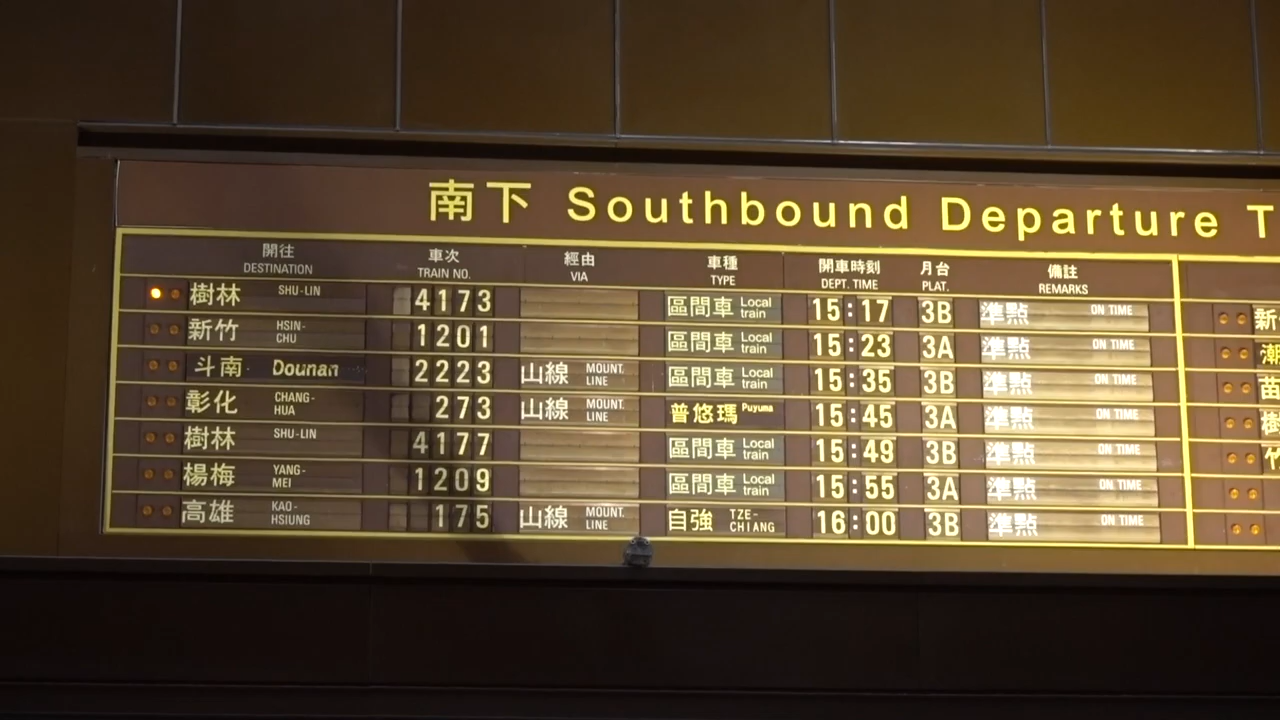 南下 Southbound Departure T
開往 車次 經由 車種 開車時刻 月台 備註
DESTINATION TRAIN NO. VIA TYPE DEPT. TIME PLAT. REMARKS
樹林 SHU-LIN 4173 區間車 Local train 15:17 3B 準點 ON TIME
新竹 HSIN-CHU 1201 區間車 Local train 15:23 3A 準點 ON TIME
斗南 Dounan 2223 山線 MOUNT. LINE 區間車 Local train 15:35 3B 準點 ON TIME
彰化 CHANG-HUA 273 山線 MOUNT. LINE 普悠瑪 Puyuma 15:45 3A 準點 ON TIME
樹林 SHU-LIN 4177 區間車 Local train 15:49 3B 準點 ON TIME
楊梅 YANG-MEI 1209 區間車 Local train 15:55 3A 準點 ON TIME
高雄 KAO-HSIUNG 175 山線 MOUNT. LINE 自強 TZE-CHIANG 16:00 3B 準點 ON TIME
新
潮
苗